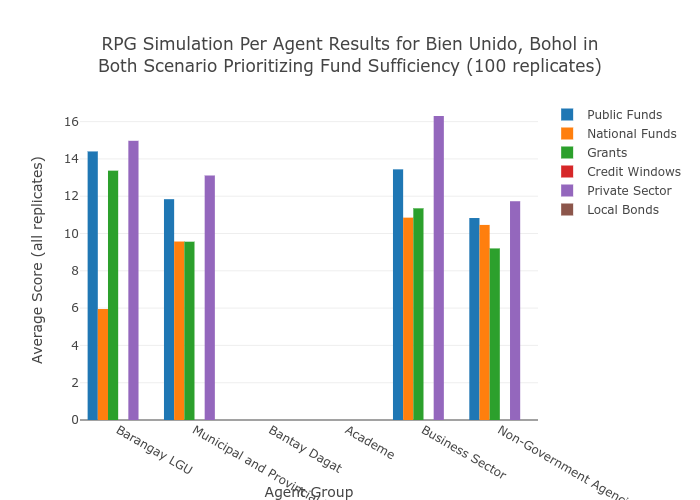 RPG Simulation Per Agent Results for Bien Unido, Bohol in
Both Scenario Prioritizing Fund Sufficiency (100 replicates)
Public Funds
National Funds
Grants
Credit Windows
Private Sector
Local Bonds
Average Score (all replicates)
16
14
12
10
8
6
4
2
0
Barangay LGU
Municipal and
Bantay Dagat
Academe
Business Sector
Non-Government
Agent Group